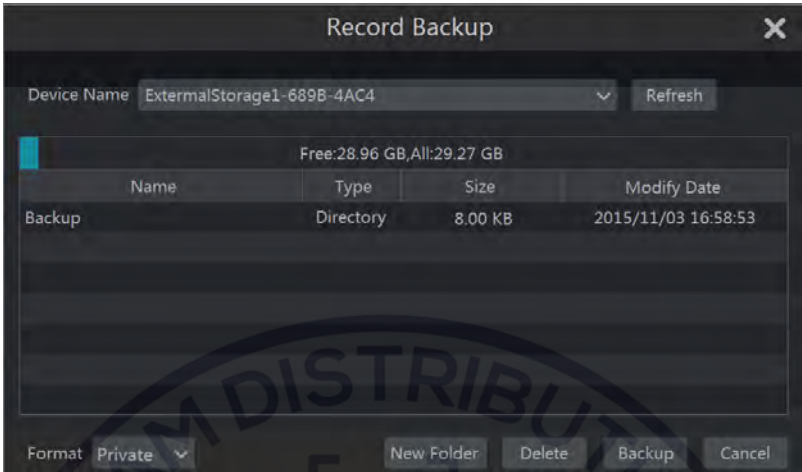 Record Backup
Device Name ExtermalStorage1-689B-4AC4 Refresh
Free:28.96 GB,All:29.27 GB
Name Type Size Modify Date
Backup Directory 8.00 KB 2015/11/03 16:58:53
M DISTRIBUT
Format Private New Folder Delete Backup Cancel